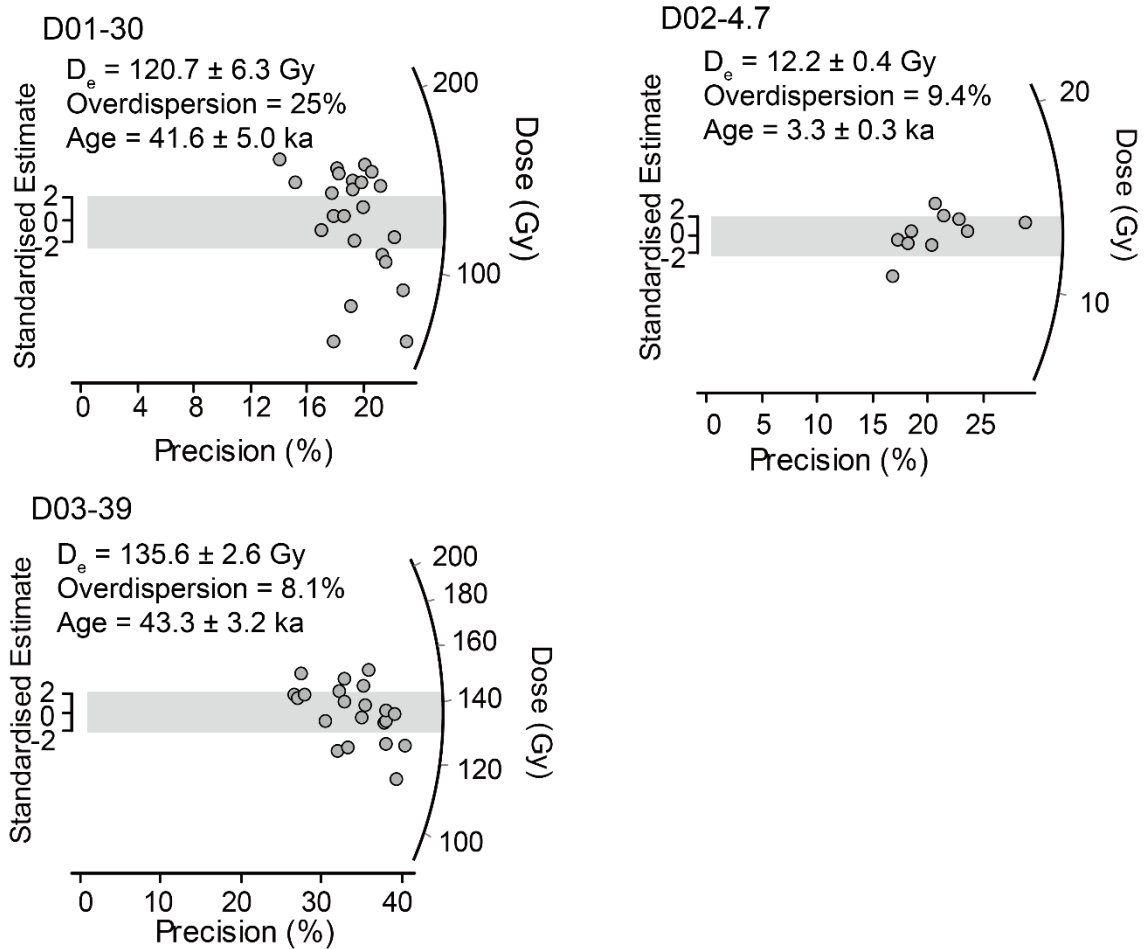 D01-30
Dₑ = 120.7 ± 6.3 Gy
Overdispersion = 25%
Age = 41.6 ± 5.0 ka
Standardised Estimate
2
0
-2
200
100
Dose (Gy)
0 4 8 12 16 20
Precision (%)
D02-4.7
Dₑ = 12.2 ± 0.4 Gy
Overdispersion = 9.4%
Age = 3.3 ± 0.3 ka
Standardised Estimate
2
0
-2
20
10
Dose (Gy)
0 5 10 15 20 25
Precision (%)
D03-39
Dₑ = 135.6 ± 2.6 Gy
Overdispersion = 8.1%
Age = 43.3 ± 3.2 ka
Standardised Estimate
2
0
-2
200
180
160
140
120
100
Dose (Gy)
0 10 20 30 40
Precision (%)